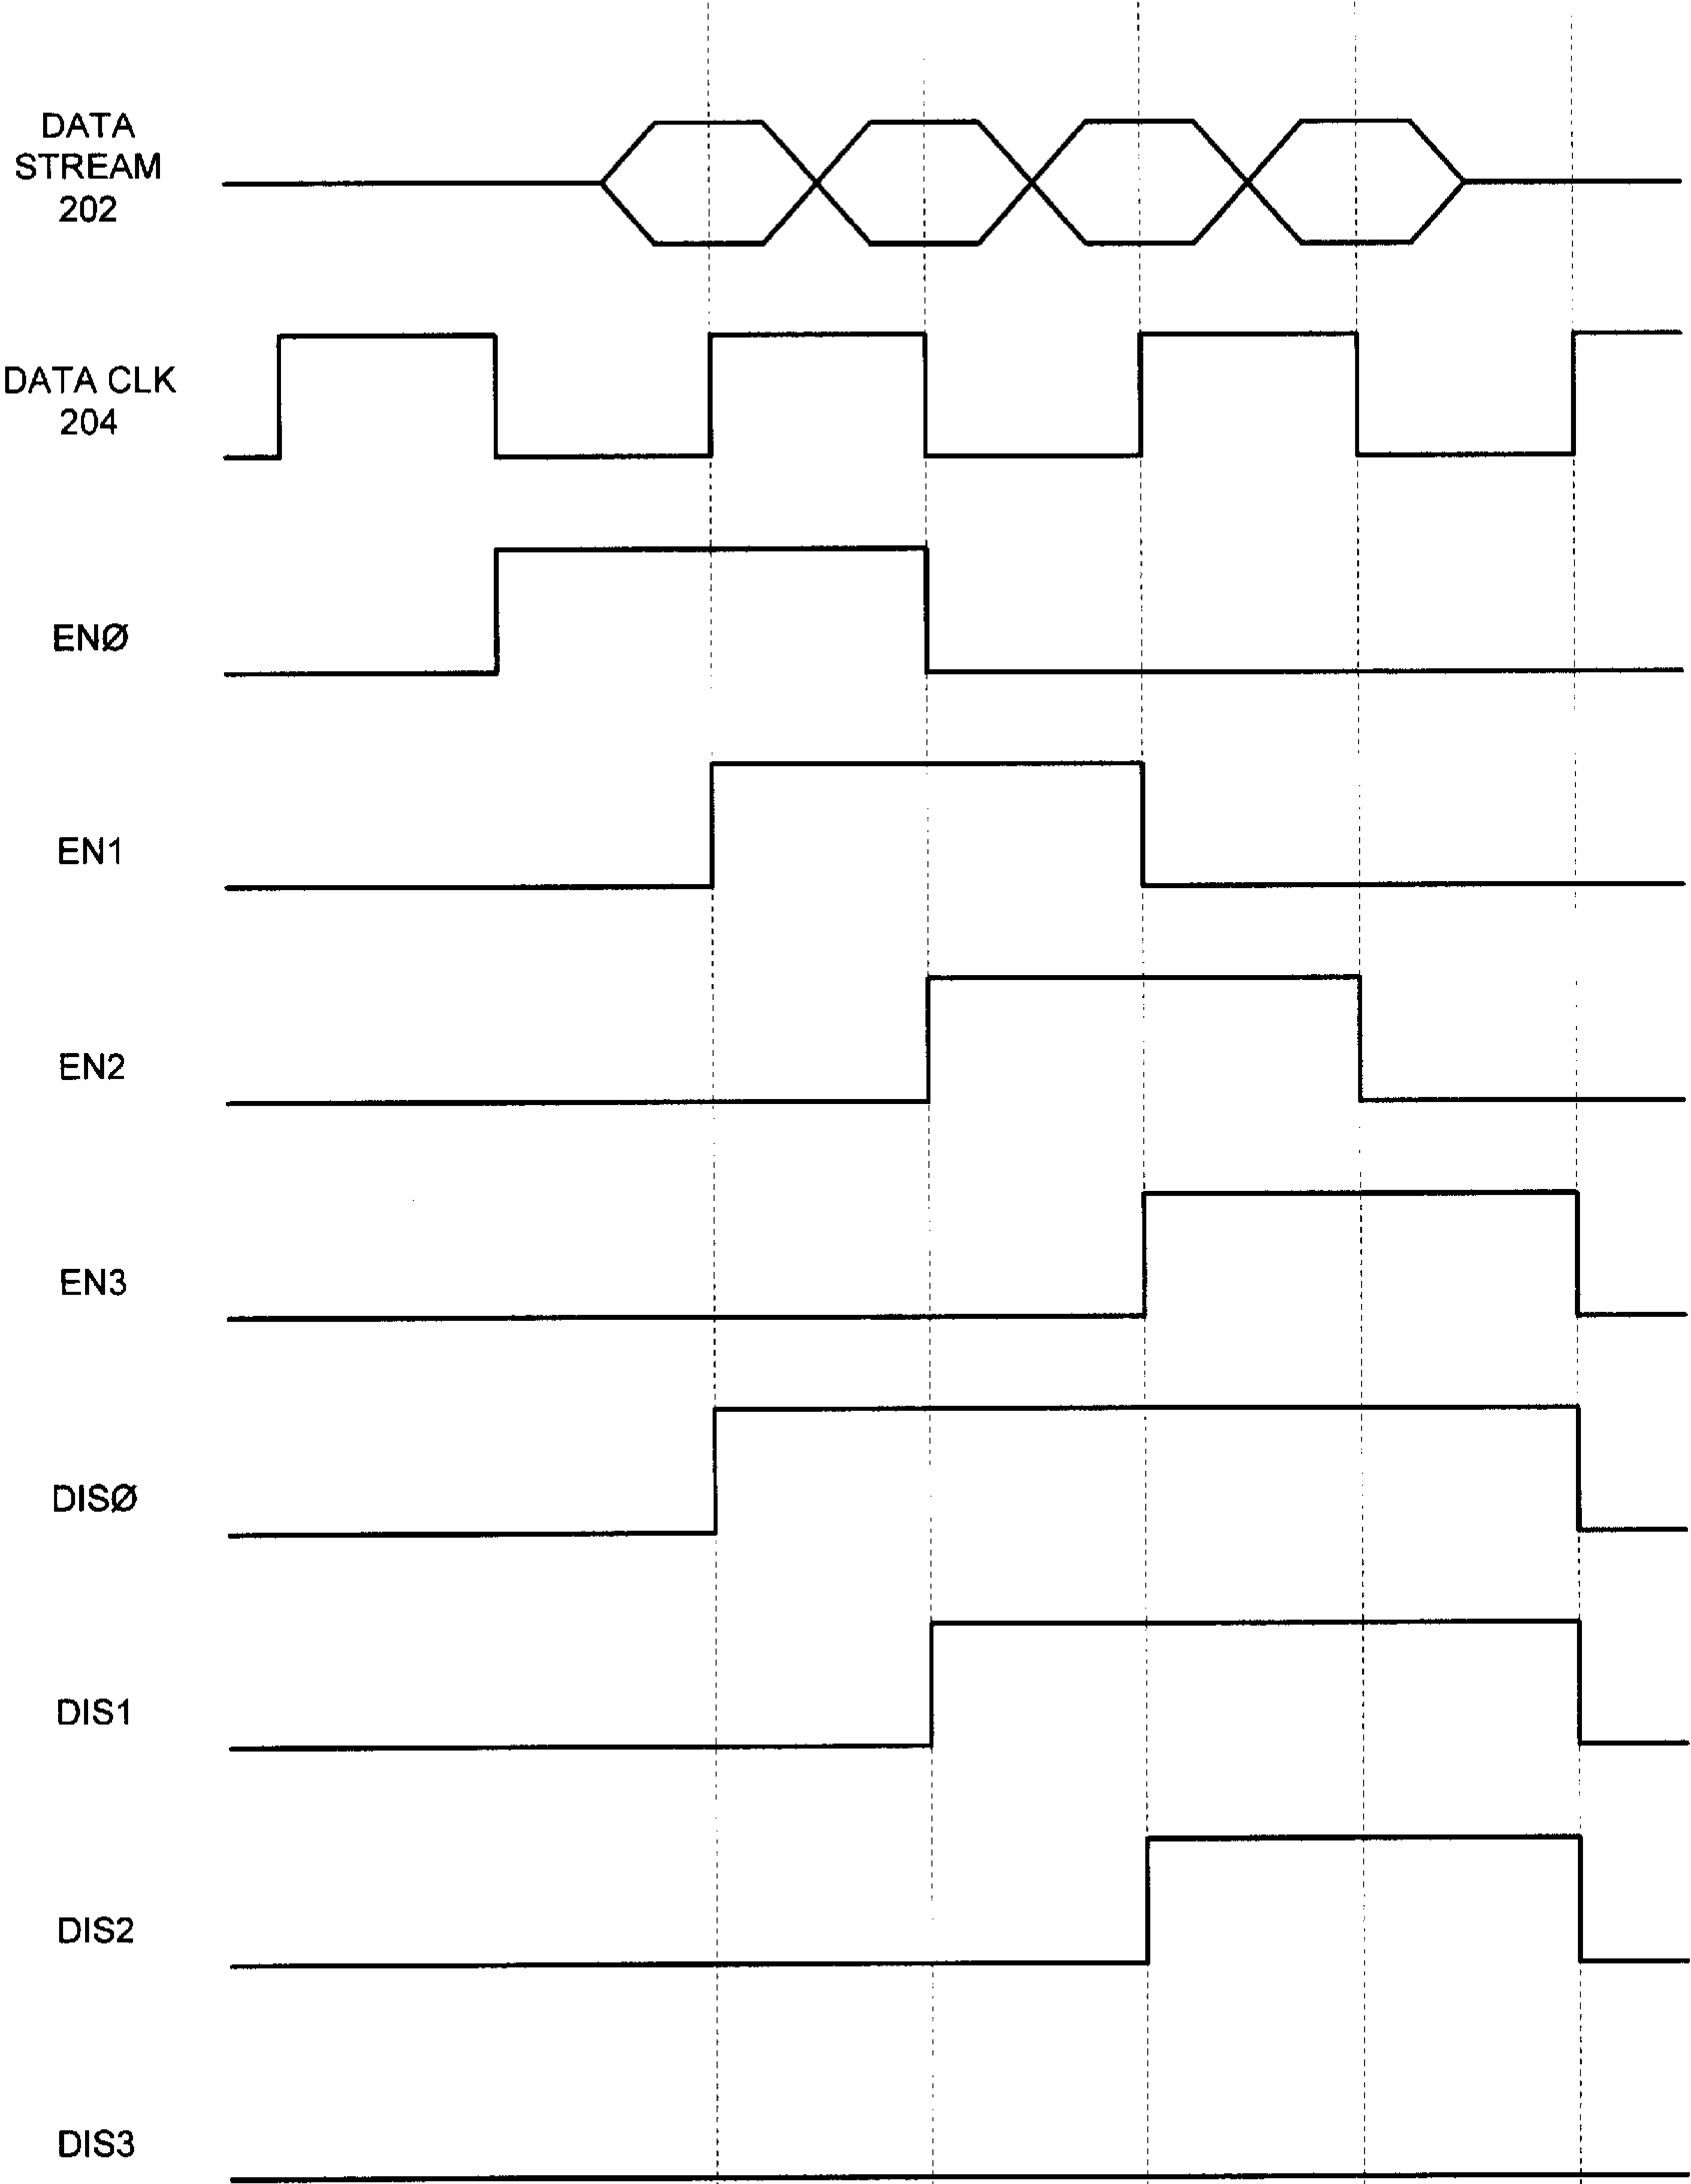 DATA
STREAM
202
DATA CLK
204
ENØ
EN1
EN2
EN3
DISØ
DIS1
DIS2
DIS3